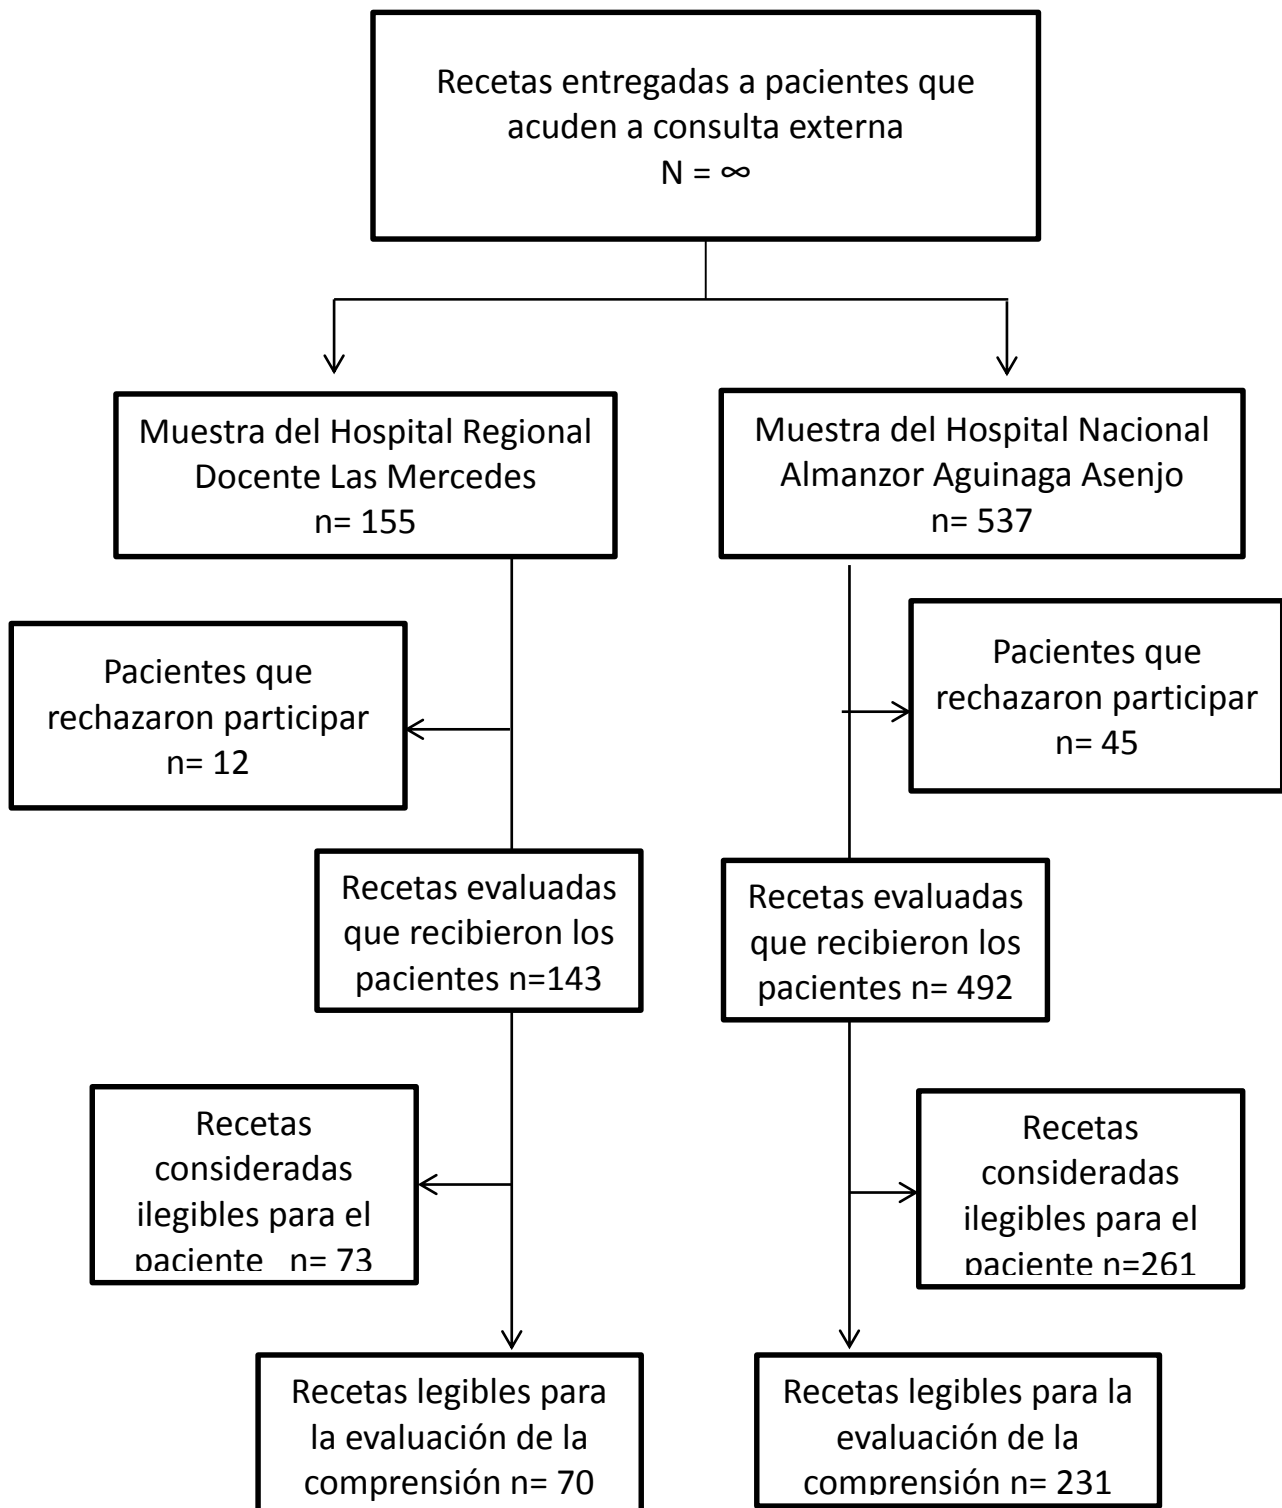 Recetas entregadas a pacientes que
acuden a consulta externa
N = ∞
Muestra del Hospital Regional
Docente Las Mercedes
n= 155
Muestra del Hospital Nacional
Almanzor Aguinaga Asenjo
n= 537
Pacientes que
rechazaron participar
n= 12
Pacientes que
rechazaron participar
n= 45
Recetas evaluadas
que recibieron los
pacientes n=143
Recetas evaluadas
que recibieron los
pacientes n= 492
Recetas
consideradas
ilegibles para el
paciente n= 73
Recetas
consideradas
ilegibles para el
paciente n=261
Recetas legibles para
la evaluación de la
comprensión n= 70
Recetas legibles para la
evaluación de la
comprensión n= 231